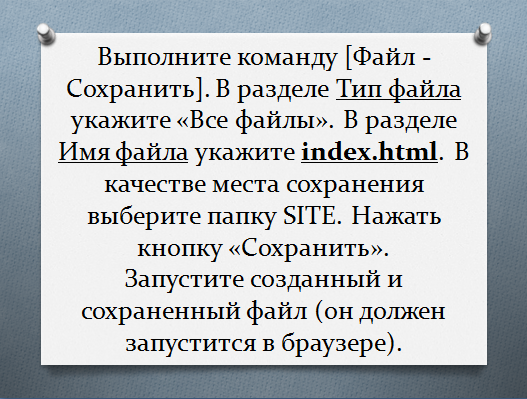 Выполните команду [Файл -
Сохранить]. В разделе Тип файла
укажите «Все файлы». В разделе
Имя файла укажите index.html. В
качестве места сохранения
выберите папку SITE. Нажать
кнопку «Сохранить».
Запустите созданный и
сохраненный файл (он должен
запустится в браузере).